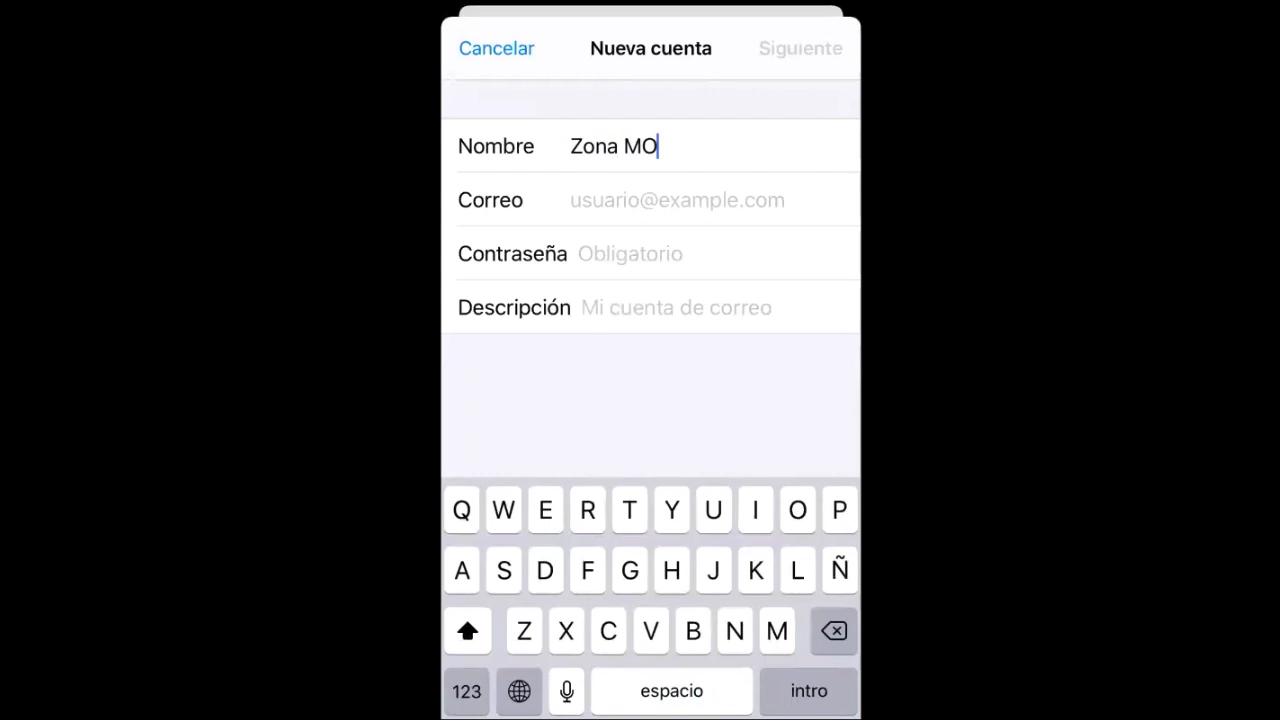 Cancelar Nueva cuenta Siguiente
Nombre Zona MO
Correo usuario@example.com
Contraseña Obligatorio
Descripción Mi cuenta de correo
Q W E R T Y U I O P
A S D F G H J K L Ñ
Z X C V B N M
123 espacio intro